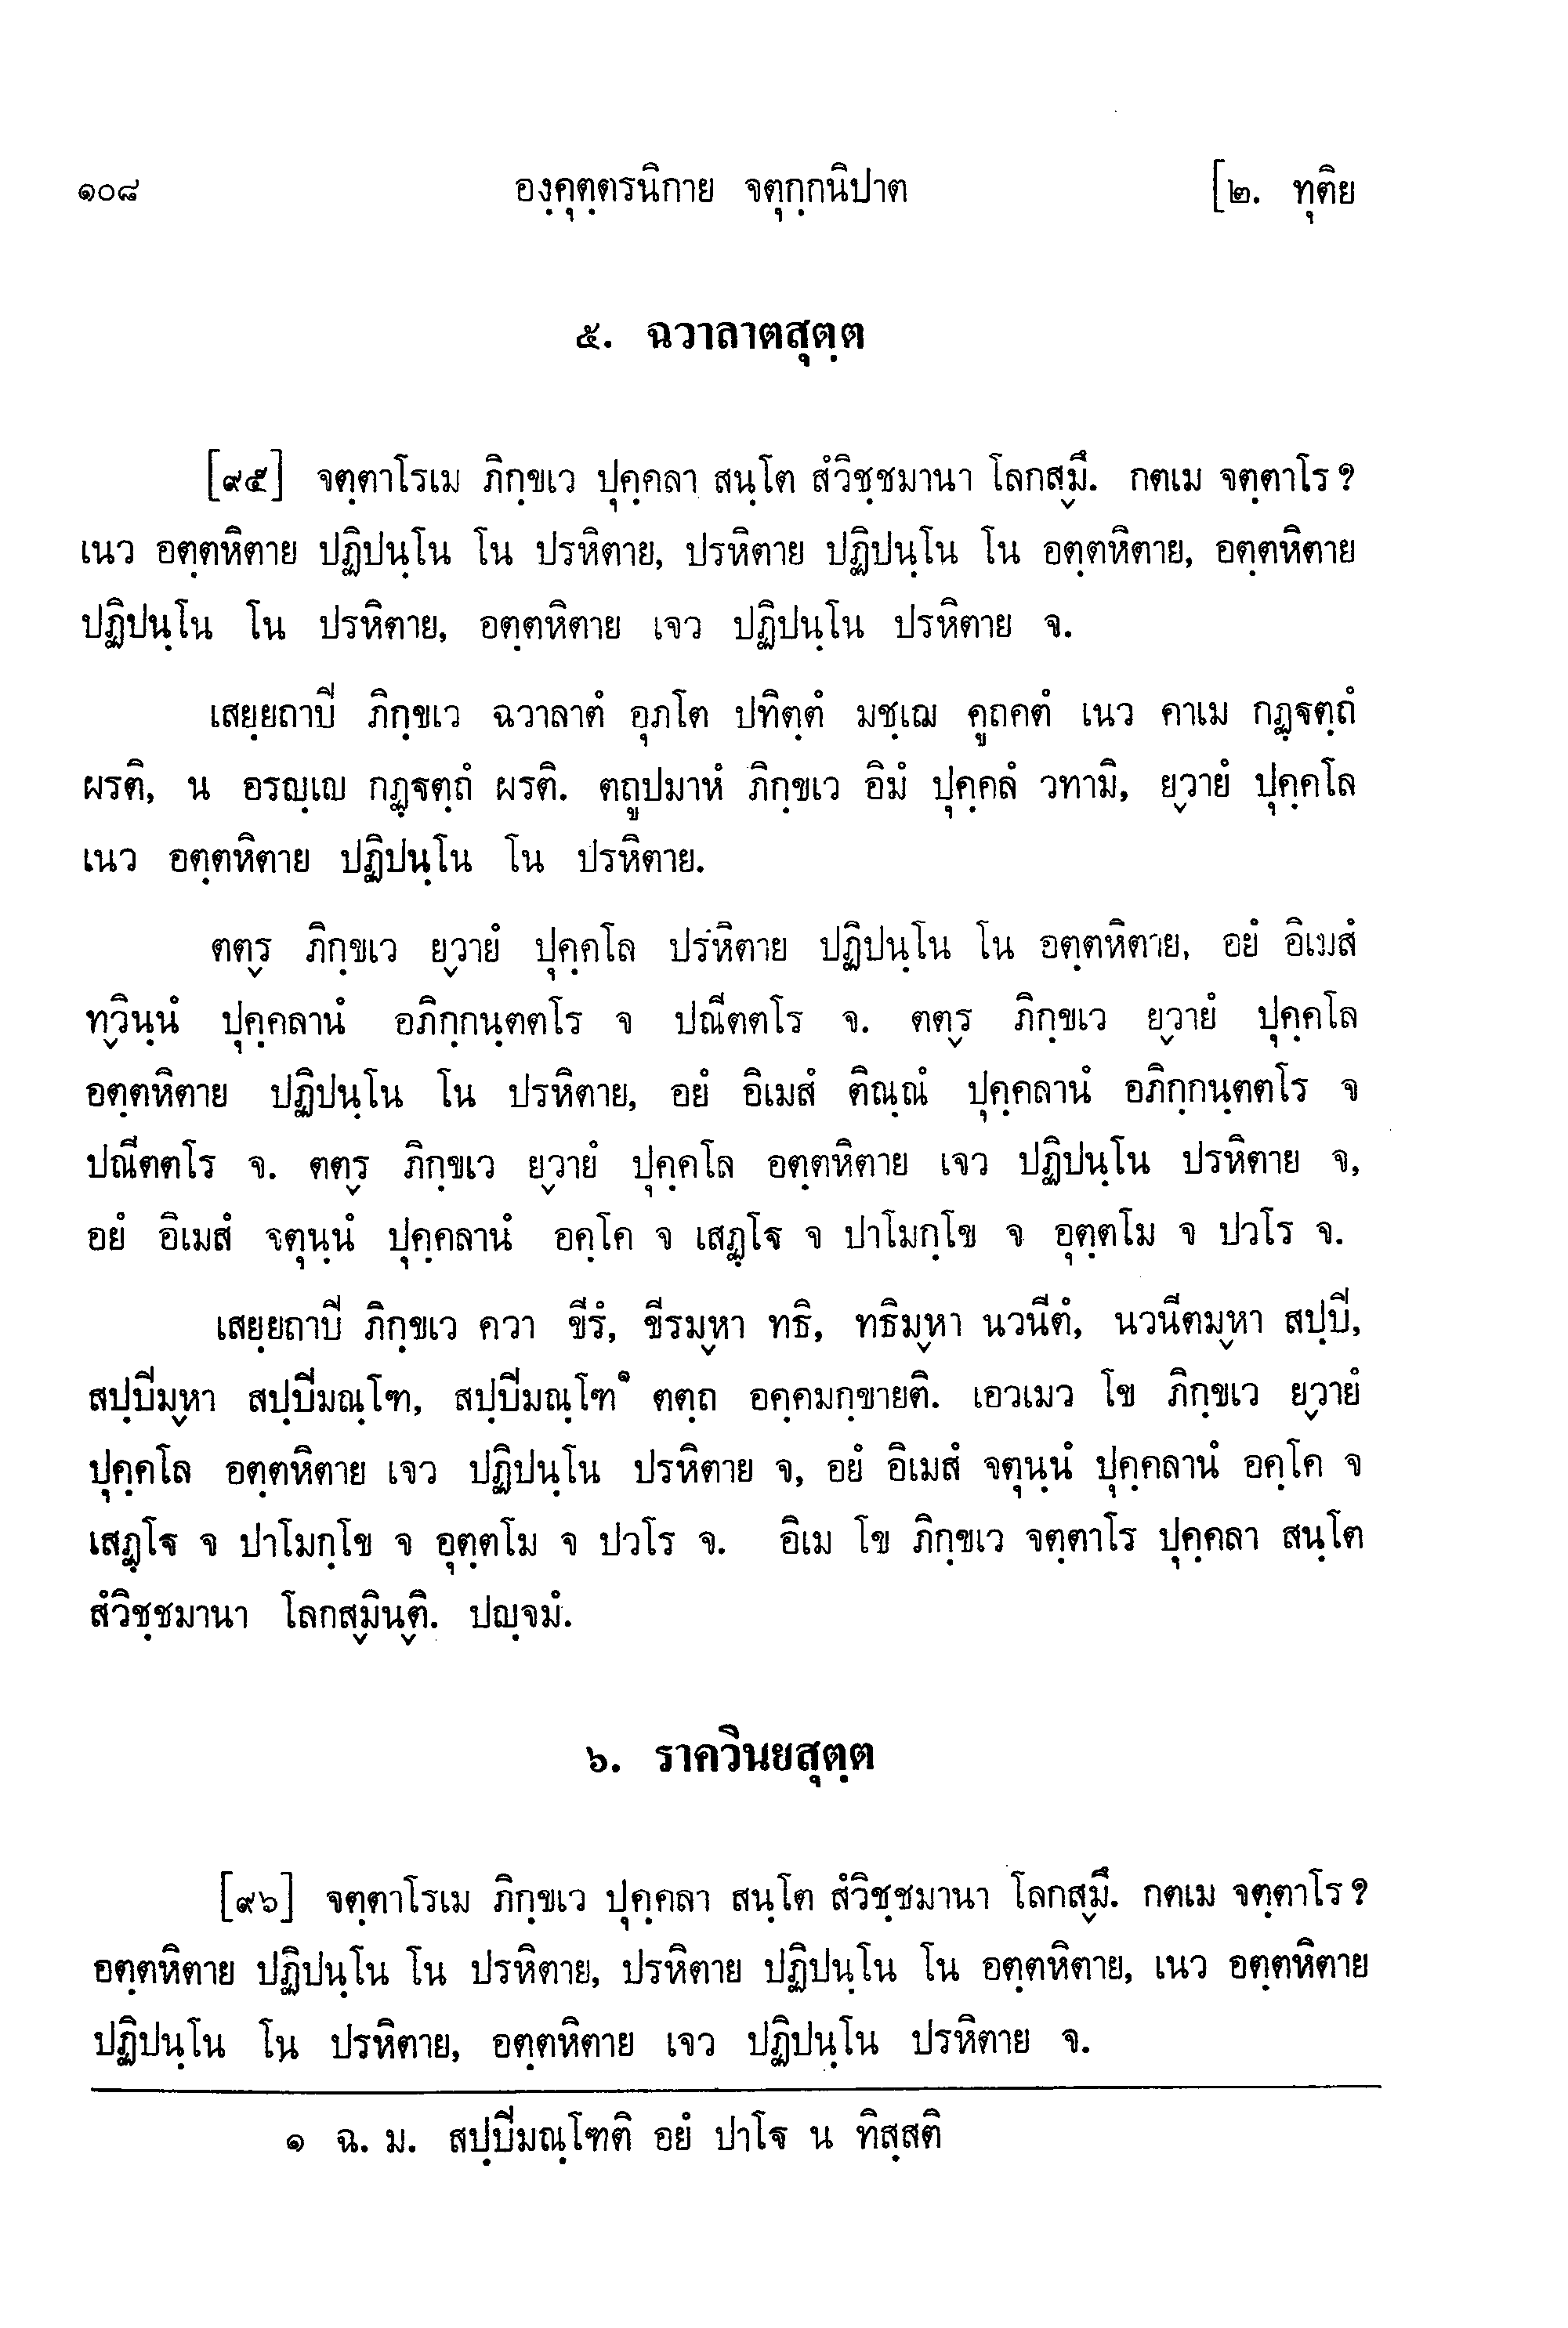 ๑๐๘ องฺคุตฺตรนิกาย จตุกฺกนิปาต [๒. ทุติย
๕. ฉวาลาตสุตฺต
[๙๕] จตฺตาโรเม ภิกฺขเว ปุคฺคลา สนฺโต สํวิชฺชมานา โลกสฺมึ. กตเม จตฺตาโร ?
เนว อตฺตหิตาย ปฏิปนฺโน โน ปรหิตาย, ปรหิตาย ปฏิปนฺโน โน อตฺตหิตาย, อตฺตหิตาย
ปฏิปนฺโน โน ปรหิตาย, อตฺตหิตาย เจว ปฏิปนฺโน ปรหิตาย จ.
เสยฺยถาปิ ภิกฺขเว ฉวาลาตํ อุภโต ปทิตฺตํ มชฺเฌ คูถคตํ เนว คาเม กฏฺฐตฺถํ
ผรติ, น อรญฺเญ กฏฺฐตฺถํ ผรติ. ตถูปมาหํ ภิกฺขเว อิมํ ปุคฺคลํ วทามิ, ยฺวายํ ปุคฺคโล
เนว อตฺตหิตาย ปฏิปนฺโน โน ปรหิตาย.
ตตฺร ภิกฺขเว ยฺวายํ ปุคฺคโล ปรหิตาย ปฏิปนฺโน โน อตฺตหิตาย, อยํ อิเมสํ
ทฺวินฺนํ ปุคฺคลานํ อภิกฺกนฺตตโร จ ปณีตตโร จ. ตตฺร ภิกฺขเว ยฺวายํ ปุคฺคโล
อตฺตหิตาย ปฏิปนฺโน โน ปรหิตาย, อยํ อิเมสํ ติณฺณํ ปุคฺคลานํ อภิกฺกนฺตตโร จ
ปณีตตโร จ. ตตฺร ภิกฺขเว ยฺวายํ ปุคฺคโล อตฺตหิตาย เจว ปฏิปนฺโน ปรหิตาย จ,
อยํ อิเมสํ จตุนฺนํ ปุคฺคลานํ อคฺโค จ เสฏฺโฐ จ ปาโมกฺโข จ อุตฺตโม จ ปวโร จ.
เสยฺยถาปิ ภิกฺขเว ควา ขีรํ, ขีรมฺหา ทธิ, ทธิมฺหา นวนีตํ, นวนีตมฺหา สปฺปิ,
สปฺปิมฺหา สปฺปิมณฺโฑ, สปฺปิมณฺโฑ ๑ ตตฺถ อคฺคมกฺขายติ. เอวเมว โข ภิกฺขเว ยฺวายํ
ปุคฺคโล อตฺตหิตาย เจว ปฏิปนฺโน ปรหิตาย จ, อยํ อิเมสํ จตุนฺนํ ปุคฺคลานํ อคฺโค จ
เสฏฺโฐ จ ปาโมกฺโข จ อุตฺตโม จ ปวโร จ. อิเม โข ภิกฺขเว จตฺตาโร ปุคฺคลา สนฺโต
สํวิชฺชมานา โลกสฺมินฺติ. ปญฺจมํ.
๖. ราควินยสุตฺต
[๙๖] จตฺตาโรเม ภิกฺขเว ปุคฺคลา สนฺโต สํวิชฺชมานา โลกสฺมึ. กตเม จตฺตาโร ?
อตฺตหิตาย ปฏิปนฺโน โน ปรหิตาย, ปรหิตาย ปฏิปนฺโน โน อตฺตหิตาย, เนว อตฺตหิตาย
ปฏิปนฺโน โน ปรหิตาย, อตฺตหิตาย เจว ปฏิปนฺโน ปรหิตาย จ.
๑ ฉ. ม. สปฺปิมณฺโฑติ อยํ ปาโฐ น ทิสฺสติ